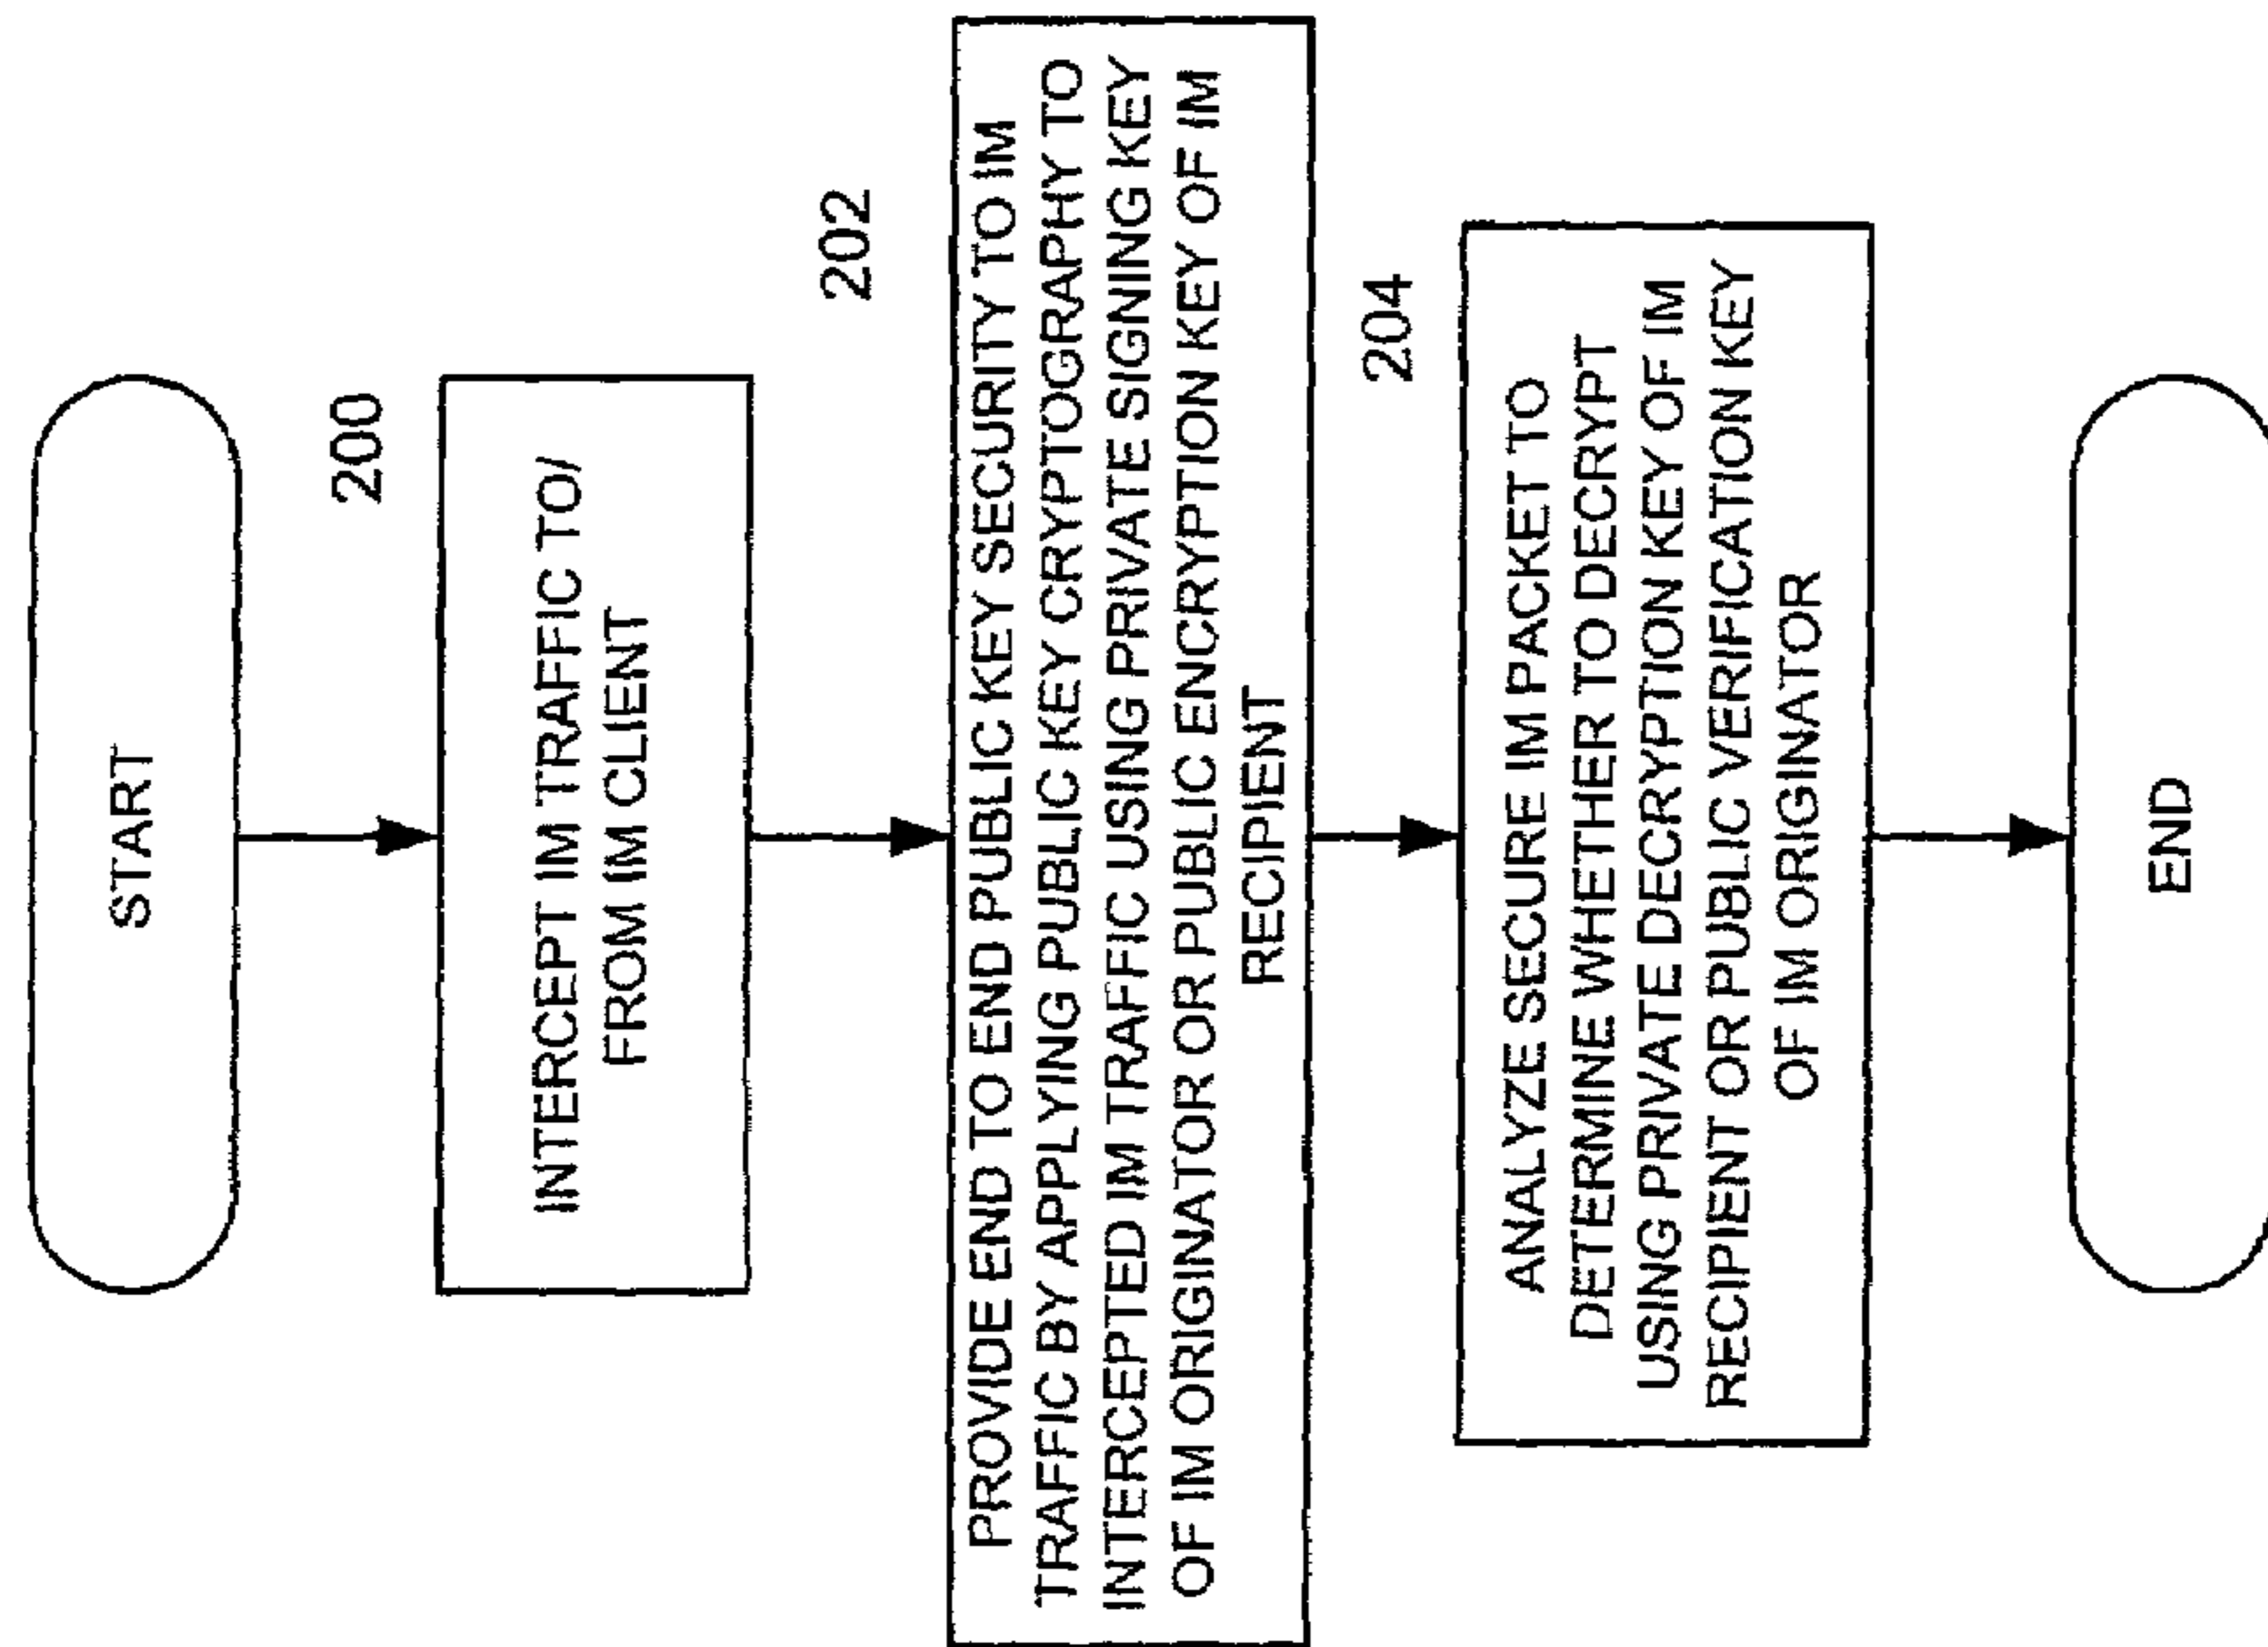 START
200
INTERCEPT IM TRAFFIC TO/
FROM IM CLIENT
202
PROVIDE END TO END PUBLIC KEY SECURITY TO IM
TRAFFIC BY APPLYING PUBLIC KEY CRYPTOGRAPHY TO
INTERCEPTED IM TRAFFIC USING PRIVATE SIGNING KEY
OF IM ORIGINATOR OR PUBLIC ENCRYPTION KEY OF IM
RECIPIENT
204
ANALYZE SECURE IM PACKET TO
DETERMINE WHETHER TO DECRYPT
USING PRIVATE DECRYPTION KEY OF IM
RECIPIENT OR PUBLIC VERIFICATION KEY
OF IM ORIGINATOR
END